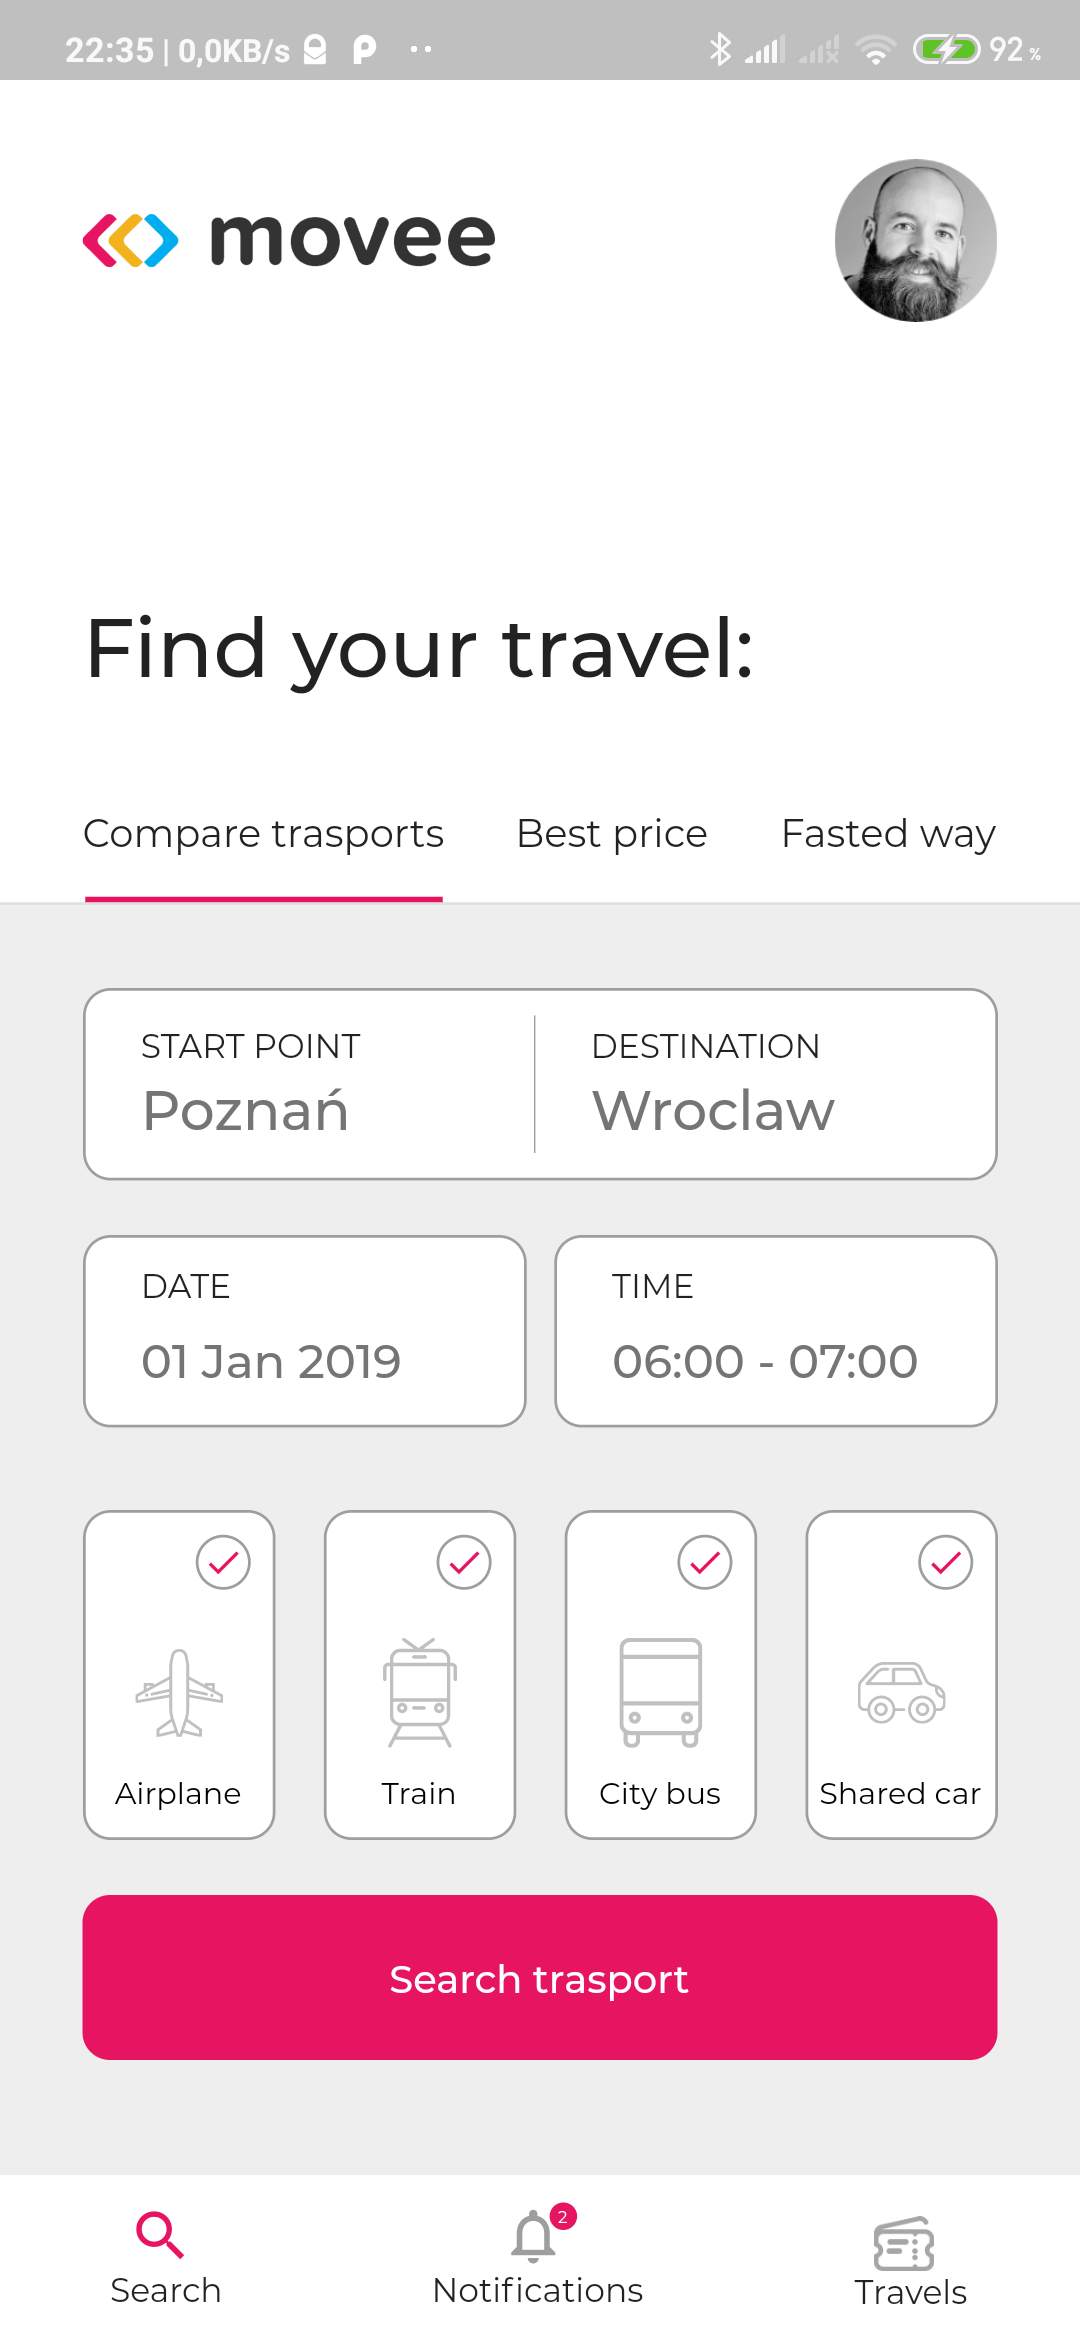 22:35 | 0,0KB/s 92 %
movee
Find your travel:
Compare trasports Best price Fasted way
START POINT DESTINATION
Poznań Wroclaw
DATE TIME
01 Jan 2019 06:00 - 07:00
Airplane Train City bus Shared car
Search trasport
2
Search Notifications Travels